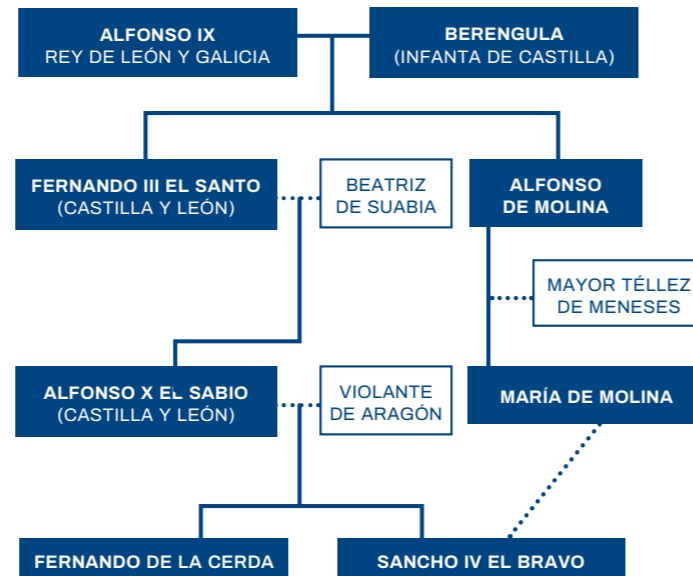 ALFONSO IX
REY DE LEÓN Y GALICIA
BERENGULA
(INFANTA DE CASTILLA)
FERNANDO III EL SANTO
(CASTILLA Y LEÓN)
BEATRIZ
DE SUABIA
ALFONSO
DE MOLINA
MAYOR TÉLLEZ
DE MENESES
ALFONSO X EL SABIO
(CASTILLA Y LEÓN)
VIOLANTE
DE ARAGÓN
MARÍA DE MOLINA
FERNANDO DE LA CERDA
SANCHO IV EL BRAVO